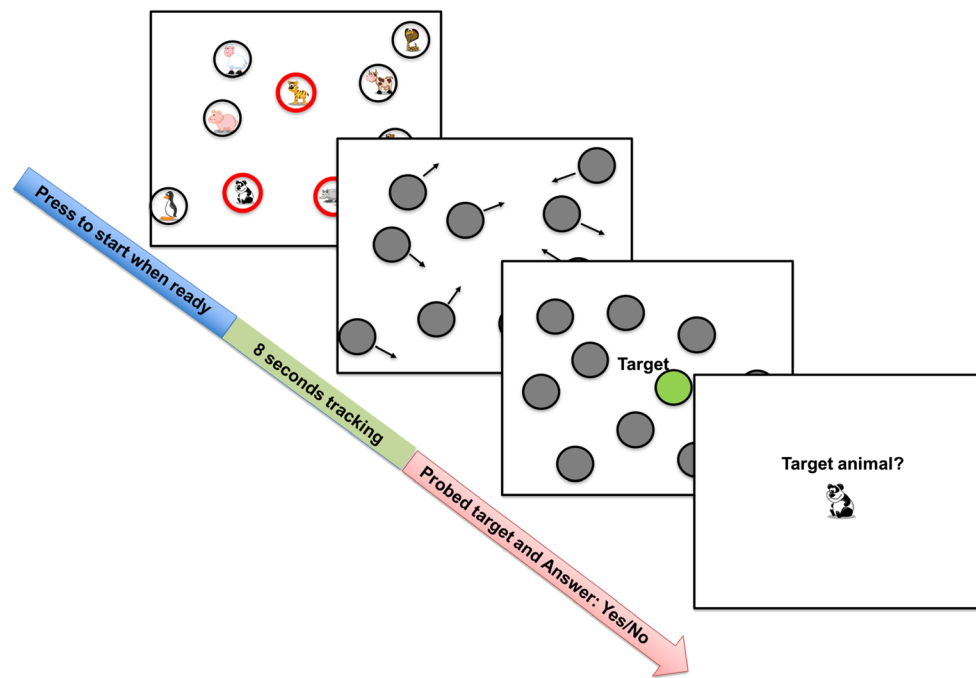 Press to start when ready
8 seconds tracking
Target
Probed target and Answer: Yes/No
Target animal?